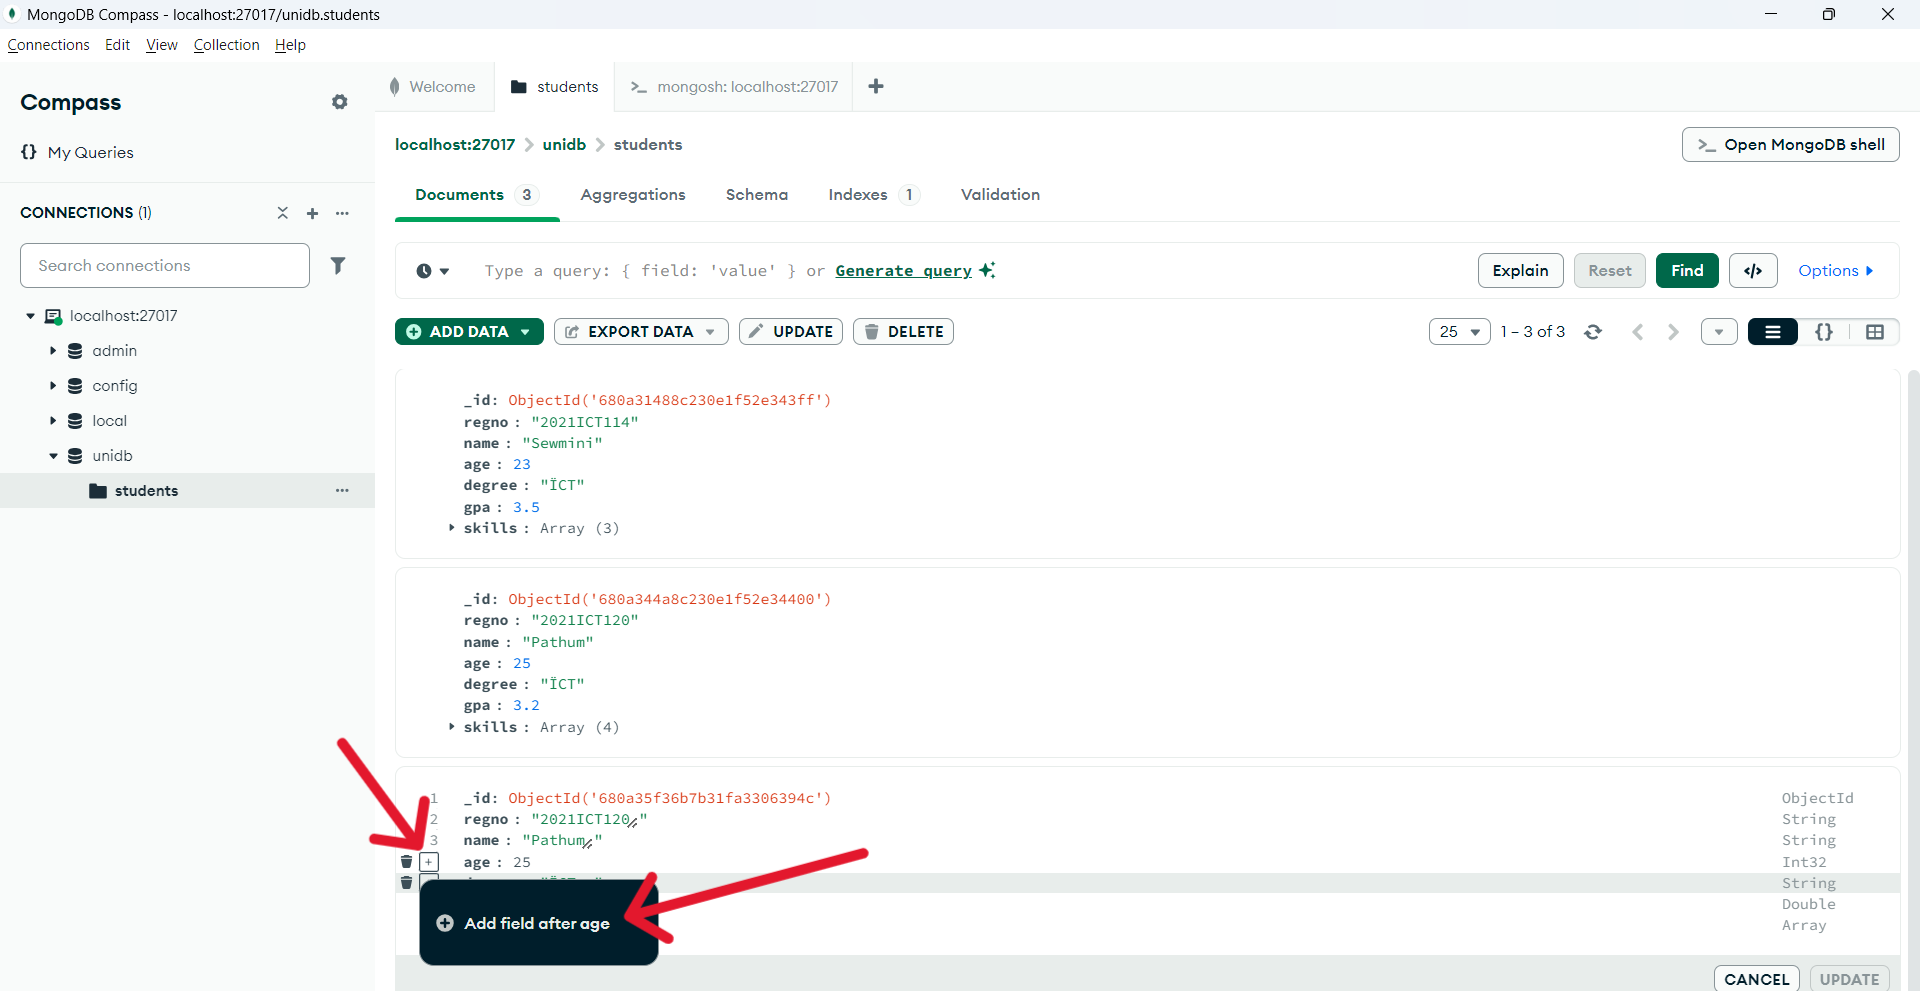 MongoDB Compass - localhost:27017/unidb.students
Connections Edit View Collection Help
Compass
{} My Queries
CONNECTIONS (1)
Search connections
localhost:27017
admin
config
local
unidb
students
Welcome
students
>_ mongosh: localhost:27017
localhost:27017 > unidb > students
>_ Open MongoDB shell
Documents 3 Aggregations Schema Indexes 1 Validation
Type a query: { field: 'value' } or Generate query
Explain Reset Find </> Options
ADD DATA EXPORT DATA UPDATE DELETE
25 1 – 3 of 3 {}
_id: ObjectId('680a31488c230e1f52e343ff')
regno : "2021ICT114"
name : "Sewmini"
age : 23
degree : "ÏCT"
gpa : 3.5
skills : Array (3)
_id: ObjectId('680a344a8c230e1f52e34400')
regno : "2021ICT120"
name : "Pathum"
age : 25
degree : "ÏCT"
gpa : 3.2
skills : Array (4)
1 _id: ObjectId('680a35f36b7b31fa3306394c') ObjectId
2 regno : "2021ICT120" String
3 name : "Pathum" String
+ age : 25 Int32
String
Double
Array
Add field after age
CANCEL UPDATE